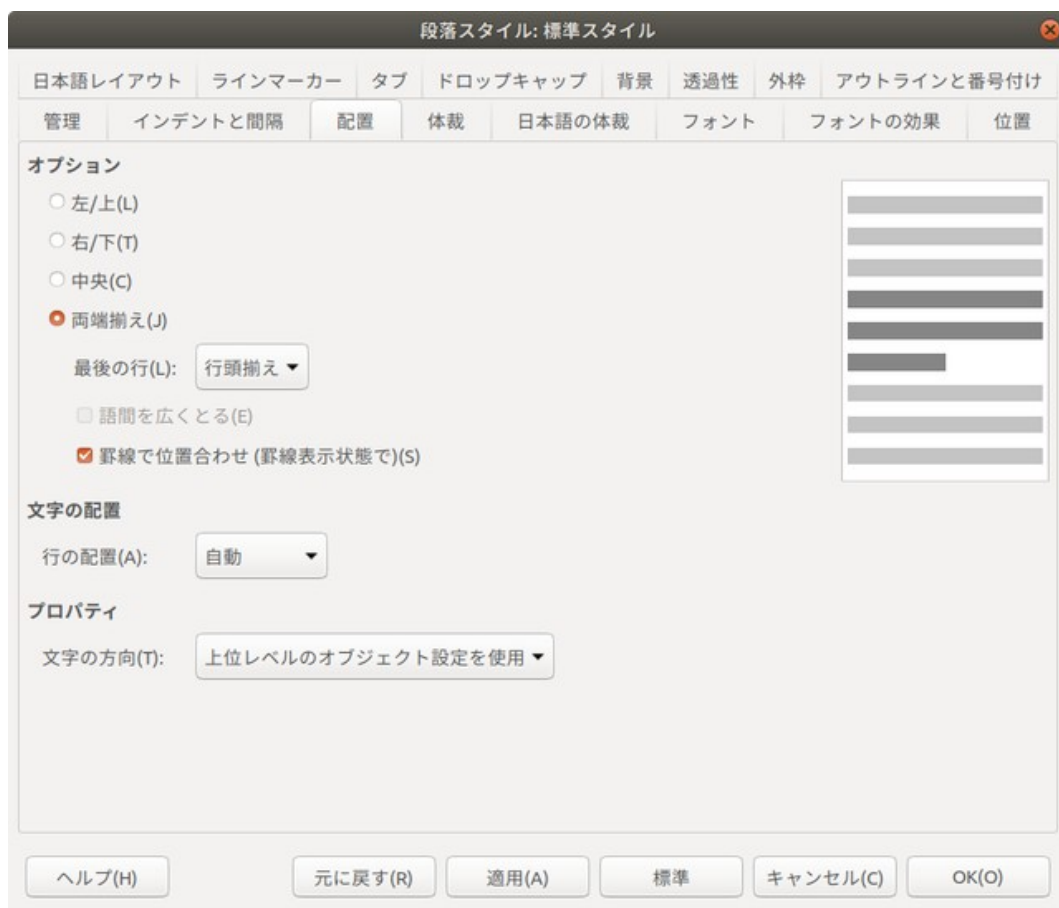 段落スタイル: 標準スタイル
日本語レイアウト ラインマーカー タブ ドロップキャップ 背景 透過性 外枠 アウトラインと番号付け
管理 インデントと間隔 配置 体裁 日本語の体裁 フォント フォントの効果 位置
オプション
左/上(L)
右/下(T)
中央(C)
両端揃え(J)
最後の行(L): 行頭揃え
語間を広くとる(E)
罫線で位置合わせ (罫線表示状態で)(S)
文字の配置
行の配置(A): 自動
プロパティ
文字の方向(T): 上位レベルのオブジェクト設定を使用
ヘルプ(H) 元に戻す(R) 適用(A) 標準 キャンセル(C) OK(O)